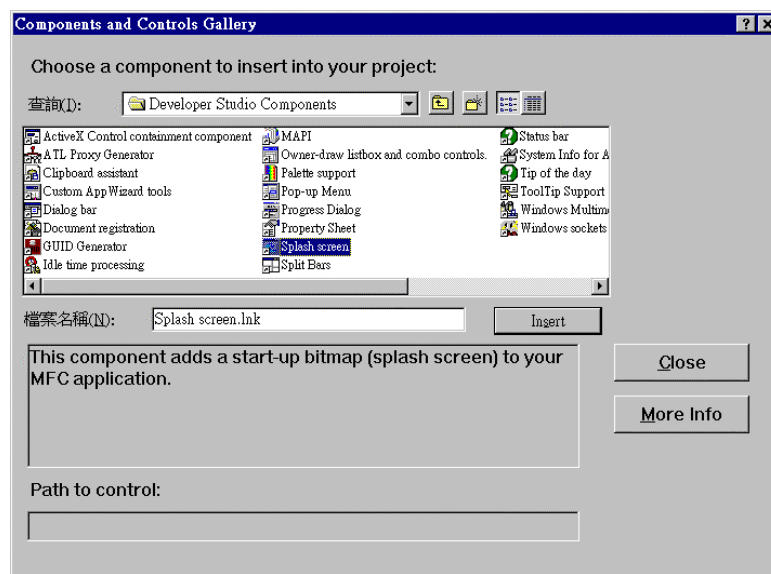 Components and Controls Gallery
Choose a component to insert into your project:
查詢(I): Developer Studio Components
ActiveX Control containment component MAPI Status bar
ATL Proxy Generator Owner-draw listbox and combo controls. System Info for A
Clipboard assistant Palette support Tip of the day
Custom AppWizard tools Pop-up Menu ToolTip Support
Dialog bar Progress Dialog Windows Multim
Document registration Property Sheet Windows sockets
GUID Generator Splash screen
Idle time processing Split Bars
檔案名稱(N): Splash screen.lnk Insert
This component adds a start-up bitmap (splash screen) to your
MFC application.
Close
More Info
Path to control: